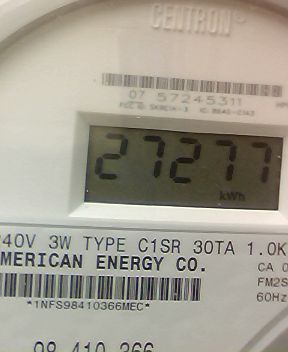 CENTRON®
07 57245311
27277
kWh
240V 3W TYPE C1SR 30TA 1.0K
AMERICAN ENERGY CO.
CA 0
FM2S
60Hz
*1NFS98410366MEC*
98 410 366